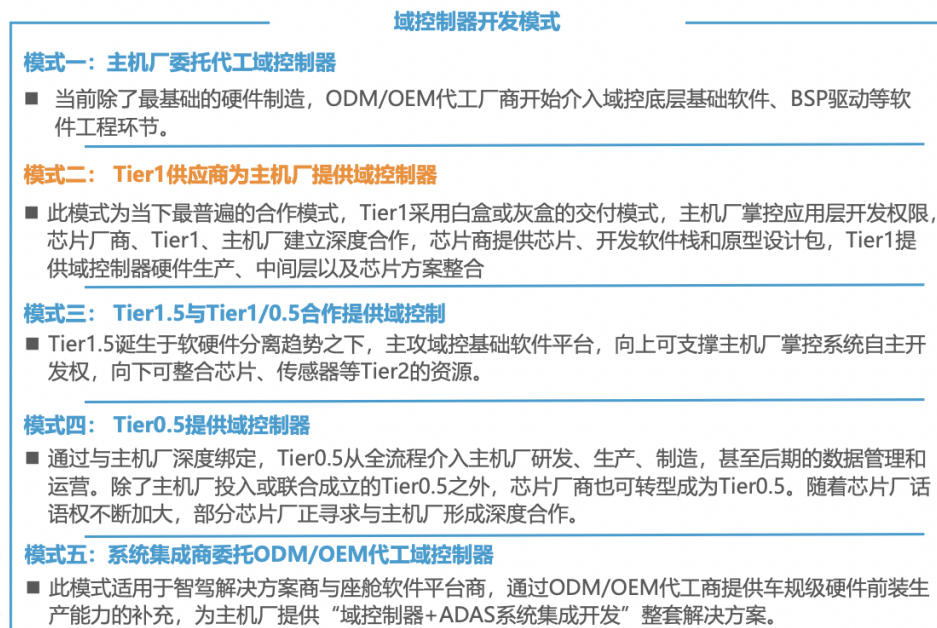 域控制器开发模式
模式一：主机厂委托代工域控制器
■ 当前除了最基础的硬件制造，ODM/OEM代工厂商开始介入域控底层基础软件、BSP驱动等软
件工程环节。
模式二： Tier1供应商为主机厂提供域控制器
■ 此模式为当下最普遍的合作模式，Tier1采用白盒或灰盒的交付模式，主机厂掌控应用层开发权限，
芯片厂商、Tier1、主机厂建立深度合作，芯片商提供芯片、开发软件栈和原型设计包，Tier1提
供域控制器硬件生产、中间层以及芯片方案整合
模式三： Tier1.5与Tier1/0.5合作提供域控制
■ Tier1.5诞生于软硬件分离趋势之下，主攻域控基础软件平台，向上可支撑主机厂掌控系统自主开
发权，向下可整合芯片、传感器等Tier2的资源。
模式四： Tier0.5提供域控制器
■ 通过与主机厂深度绑定，Tier0.5从全流程介入主机厂研发、生产、制造，甚至后期的数据管理和
运营。除了主机厂投入或联合成立的Tier0.5之外，芯片厂商也可转型成为Tier0.5。随着芯片厂话
语权不断加大，部分芯片厂正寻求与主机厂形成深度合作。
模式五：系统集成商委托ODM/OEM代工域控制器
■ 此模式适用于智驾解决方案商与座舱软件平台商，通过ODM/OEM代工商提供车规级硬件前装生
产能力的补充，为主机厂提供“域控制器+ADAS系统集成开发”整套解决方案。